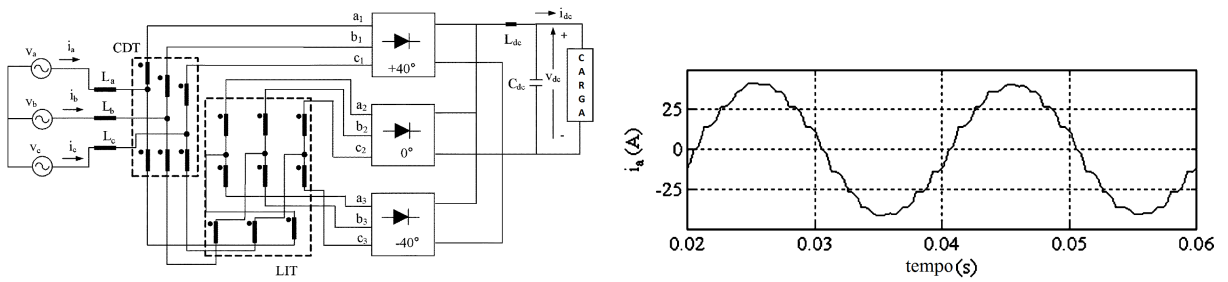 CDT
v_a
i_a
L_a
v_b
i_b
L_b
v_c
i_c
L_c
a_1
b_1
c_1
+40°
a_2
b_2
c_2
0°
a_3
b_3
c_3
-40°
LIT
L_dc
i_dc
C_dc
+
v_dc
-
CARGA
i_a (A)
25
0
-25
0.02
0.03
0.04
0.05
0.06
tempo (s)